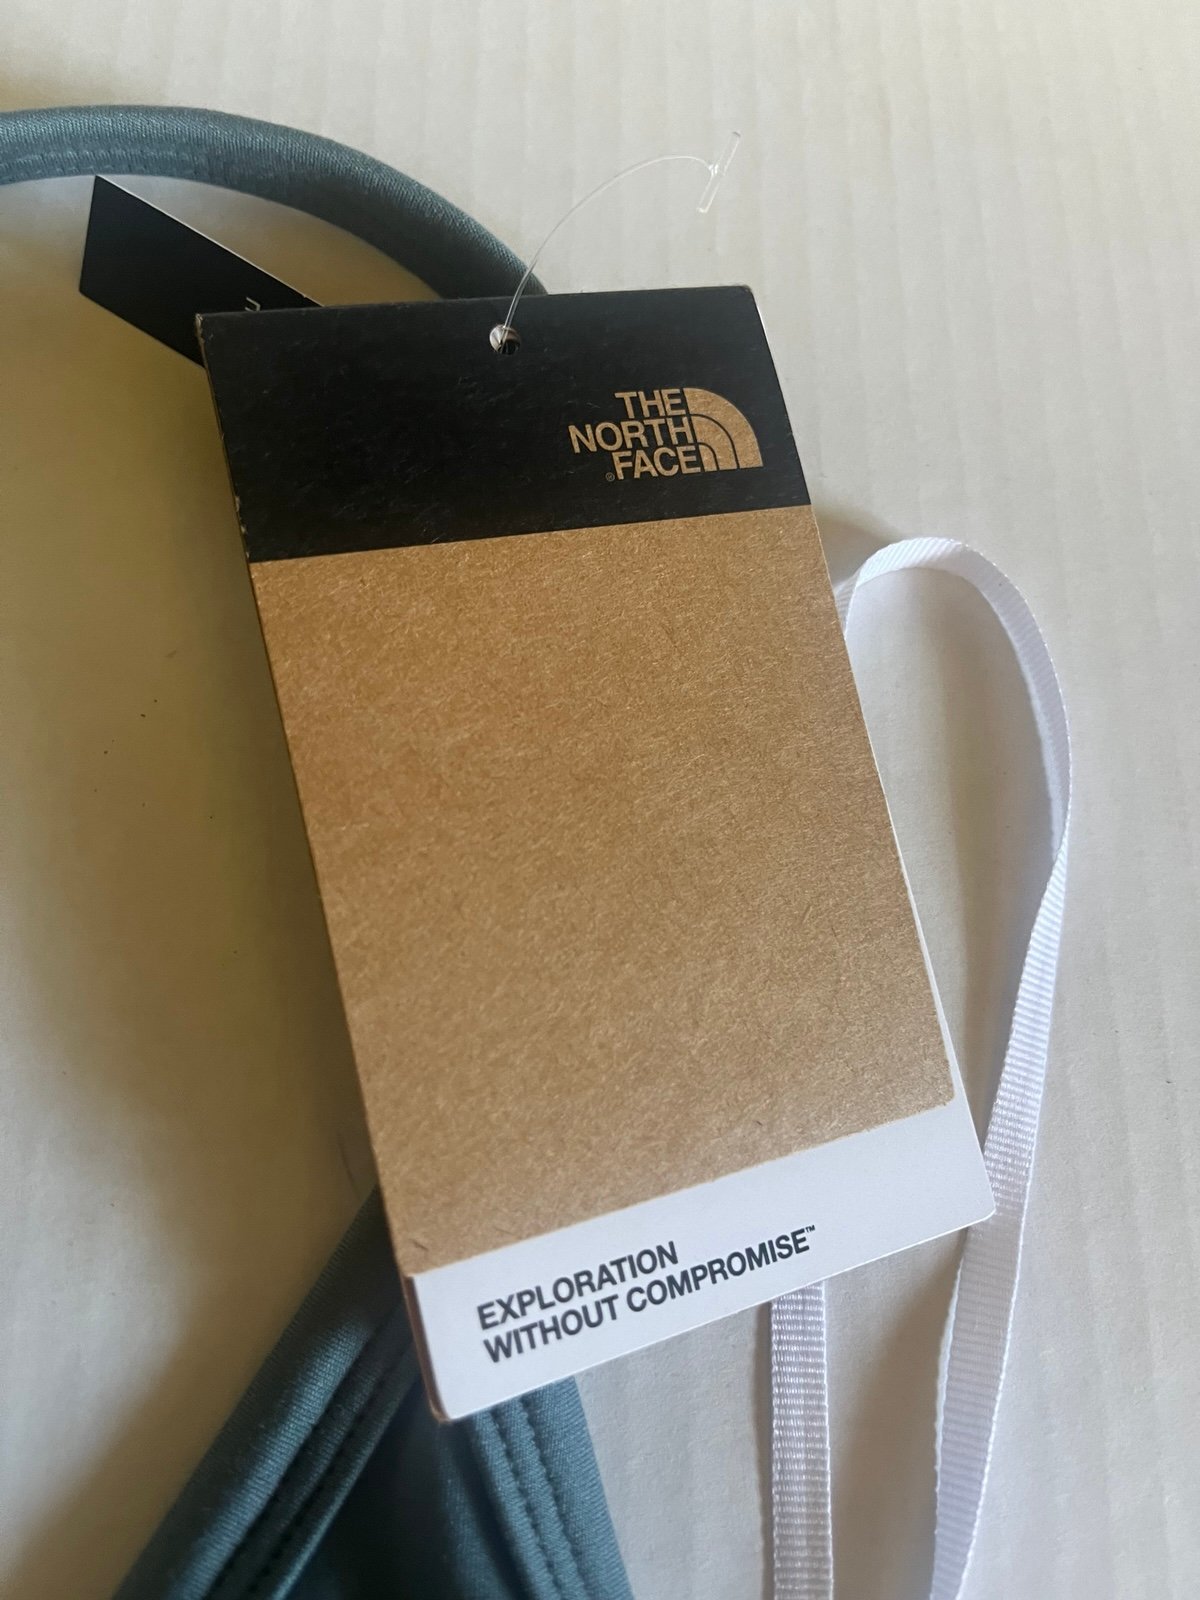 THE
NORTH
FACE
®
EXPLORATION
WITHOUT COMPROMISE™